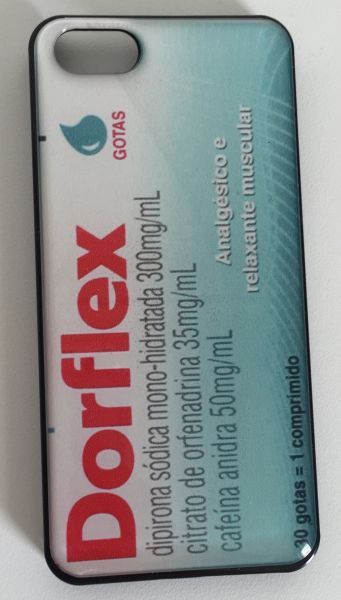 GOTAS
Dorflex
dipirona sódica mono-hidratada 300mg/mL
citrato de orfenadrina 35mg/mL
cafeína anidra 50mg/mL
Analgésico e
relaxante muscular
30 gotas = 1 comprimido